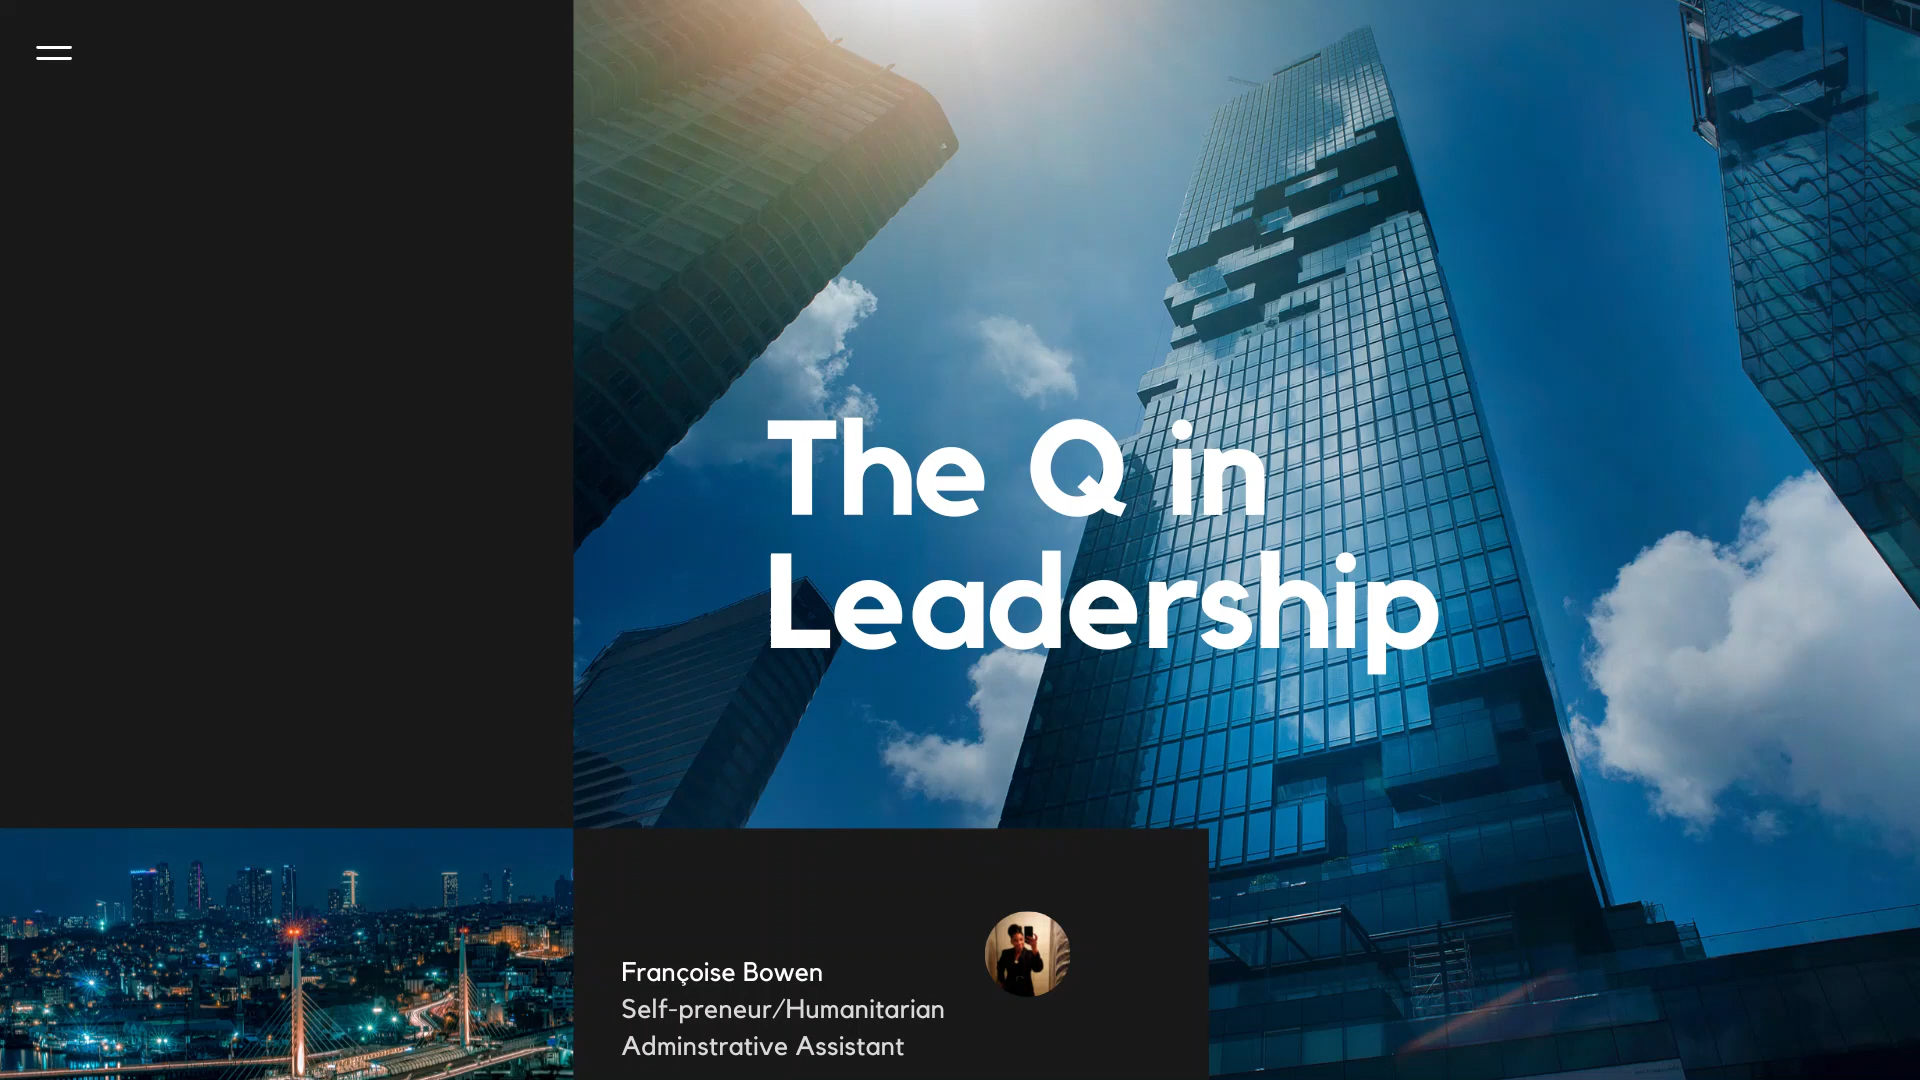 The Q in
Leadership
Françoise Bowen
Self-preneur/Humanitarian
Adminstrative Assistant